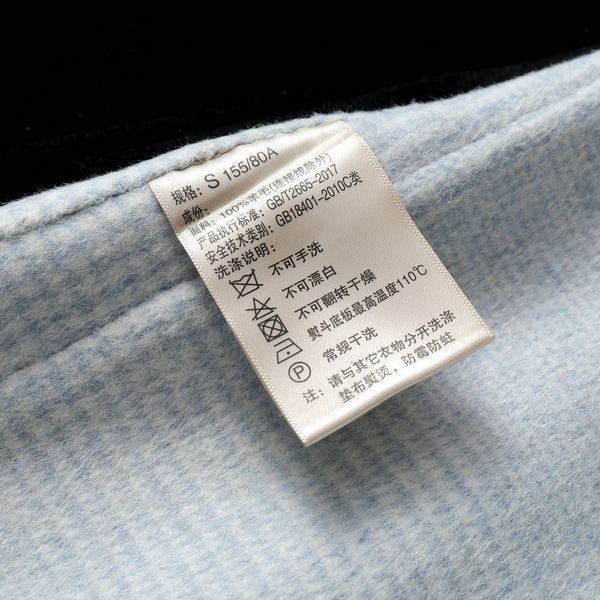 规格: S 155/80A
成份:
面料: 100%羊毛(连接线除外)
产品执行标准: GB/T2665-2017
安全技术类别: GB18401-2010C类
洗涤说明:
不可手洗
不可漂白
不可翻转干燥
熨斗底板最高温度110℃
P 常规干洗
注: 请与其它衣物分开洗涤
垫布熨烫, 防霉防蛀